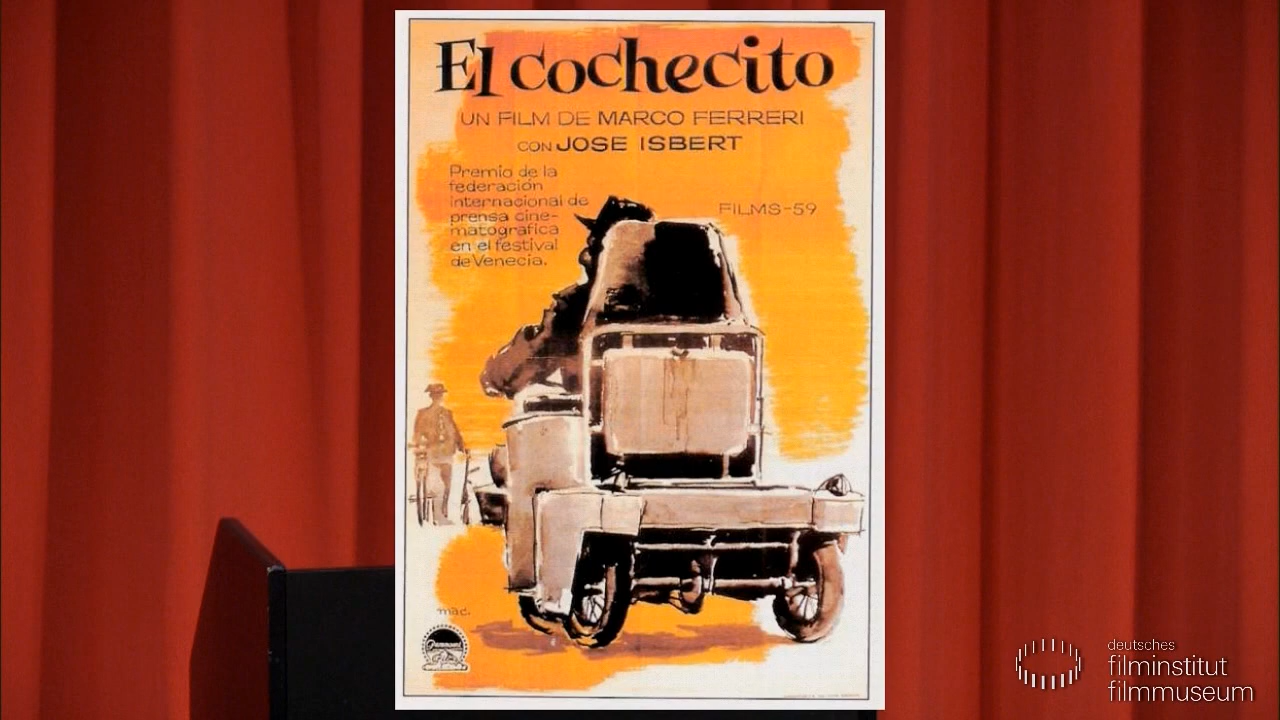 El cochecito
UN FILM DE MARCO FERRERI
CON JOSE ISBERT
Premio de la
federación
internacional de
prensa cine-
matografica
en el festival
de Venecia.
FILMS-59
mac.
Paramount
deutsches
filminstitut
filmmuseum